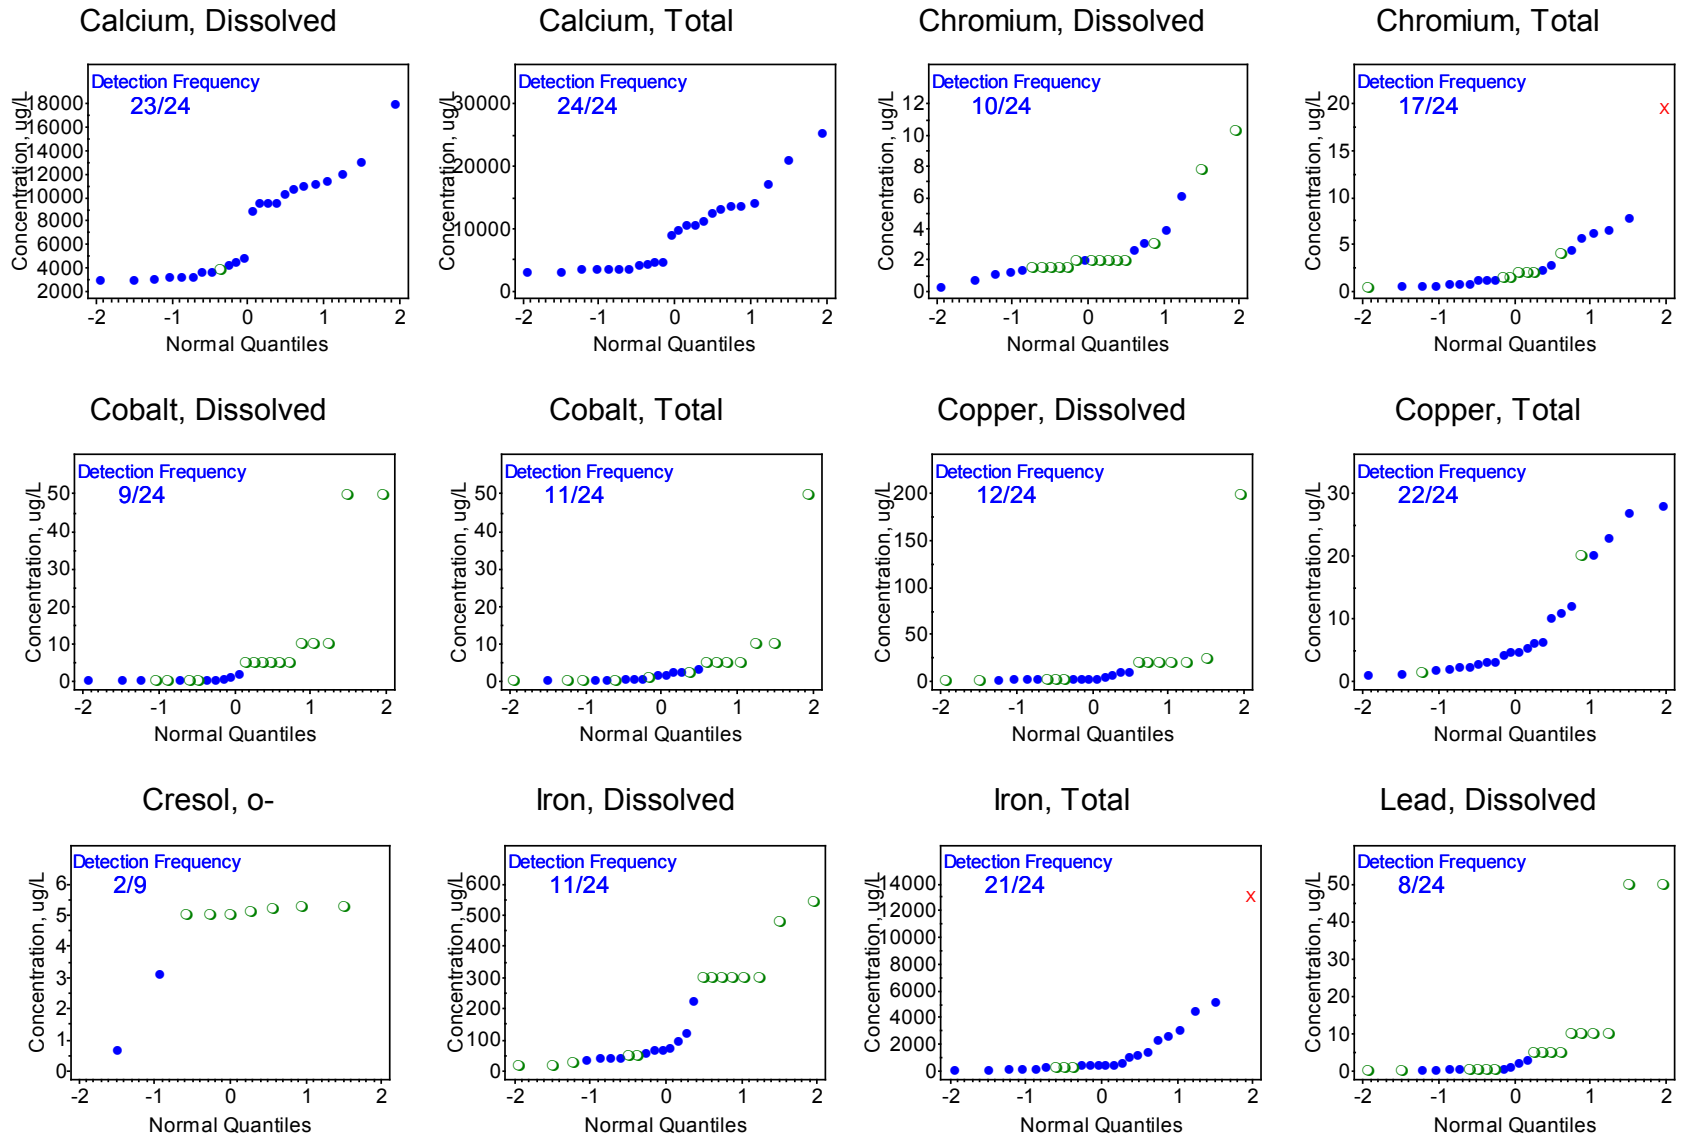 Calcium, Dissolved
Detection Frequency
23/24
Concentration, ug/L
18000
16000
14000
12000
10000
8000
6000
4000
2000
-2 -1 0 1 2
Normal Quantiles
Calcium, Total
Detection Frequency
24/24
Concentration, ug/L
30000
20000
10000
0
-2 -1 0 1 2
Normal Quantiles
Chromium, Dissolved
Detection Frequency
10/24
Concentration, ug/L
12
10
8
6
4
2
0
-2 -1 0 1 2
Normal Quantiles
Chromium, Total
Detection Frequency
17/24
Concentration, ug/L
20
15
10
5
0
x
-2 -1 0 1 2
Normal Quantiles
Cobalt, Dissolved
Detection Frequency
9/24
Concentration, ug/L
50
40
30
20
10
0
-2 -1 0 1 2
Normal Quantiles
Cobalt, Total
Detection Frequency
11/24
Concentration, ug/L
50
40
30
20
10
0
-2 -1 0 1 2
Normal Quantiles
Copper, Dissolved
Detection Frequency
12/24
Concentration, ug/L
200
150
100
50
0
-2 -1 0 1 2
Normal Quantiles
Copper, Total
Detection Frequency
22/24
Concentration, ug/L
30
20
10
0
-2 -1 0 1 2
Normal Quantiles
Cresol, o-
Detection Frequency
2/9
Concentration, ug/L
6
5
4
3
2
1
0
-2 -1 0 1 2
Normal Quantiles
Iron, Dissolved
Detection Frequency
11/24
Concentration, ug/L
600
500
400
300
200
100
0
-2 -1 0 1 2
Normal Quantiles
Iron, Total
Detection Frequency
21/24
Concentration, ug/L
14000
12000
10000
8000
6000
4000
2000
0
x
-2 -1 0 1 2
Normal Quantiles
Lead, Dissolved
Detection Frequency
8/24
Concentration, ug/L
50
40
30
20
10
0
-2 -1 0 1 2
Normal Quantiles